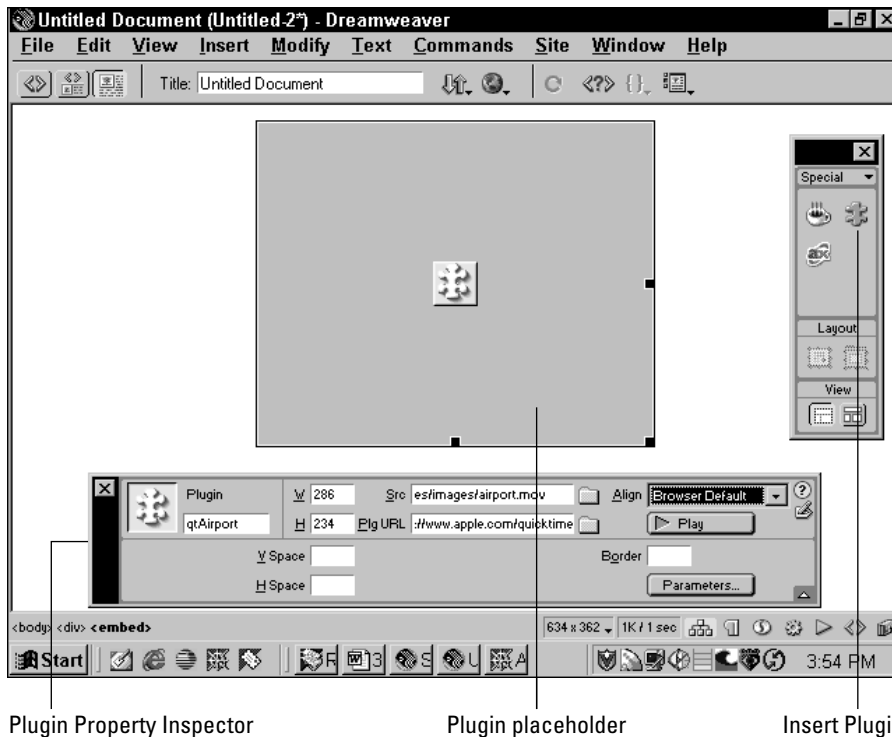 Untitled Document (Untitled-2*) - Dreamweaver
File Edit View Insert Modify Text Commands Site Window Help
Title: Untitled Document
Special
Layout
View
Plugin W 286 Src es/images/airport.mov Align Browser Default
qtAirport H 234 Plg URL ://www.apple.com/quicktime Play
V Space Border
H Space Parameters...
<body> <div> <embed> 634 x 362 1K / 1 sec
Start R 3 S U A 3:54 PM
Plugin Property Inspector Plugin placeholder Insert Plugi